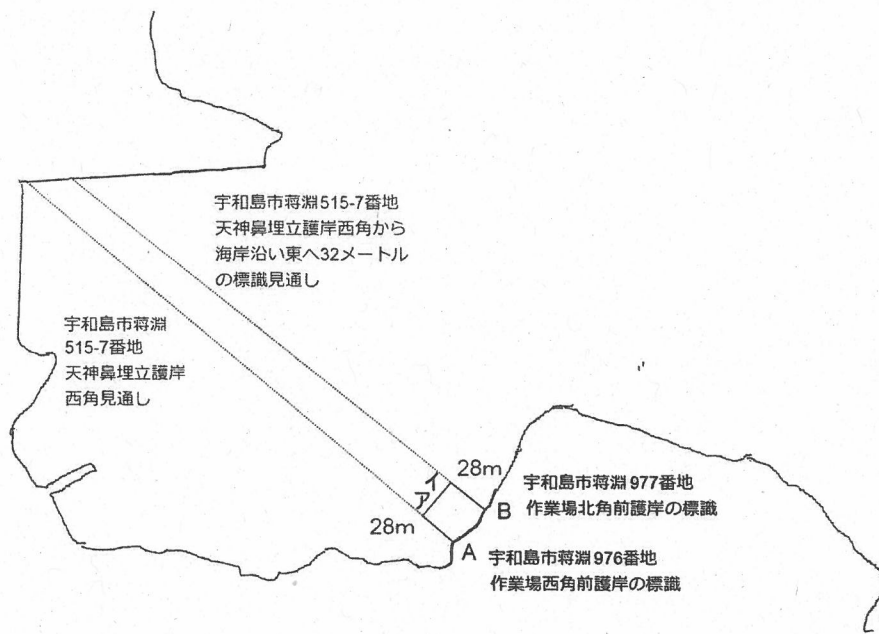 宇和島市蒋淵515-7番地
天神鼻埋立護岸西角から
海岸沿い東へ32メートル
の標識見通し
宇和島市蒋淵
515-7番地
天神鼻埋立護岸
西角見通し
28m
イ
ア
28m
B
宇和島市蒋淵977番地
作業場北角前護岸の標識
A
宇和島市蒋淵976番地
作業場西角前護岸の標識